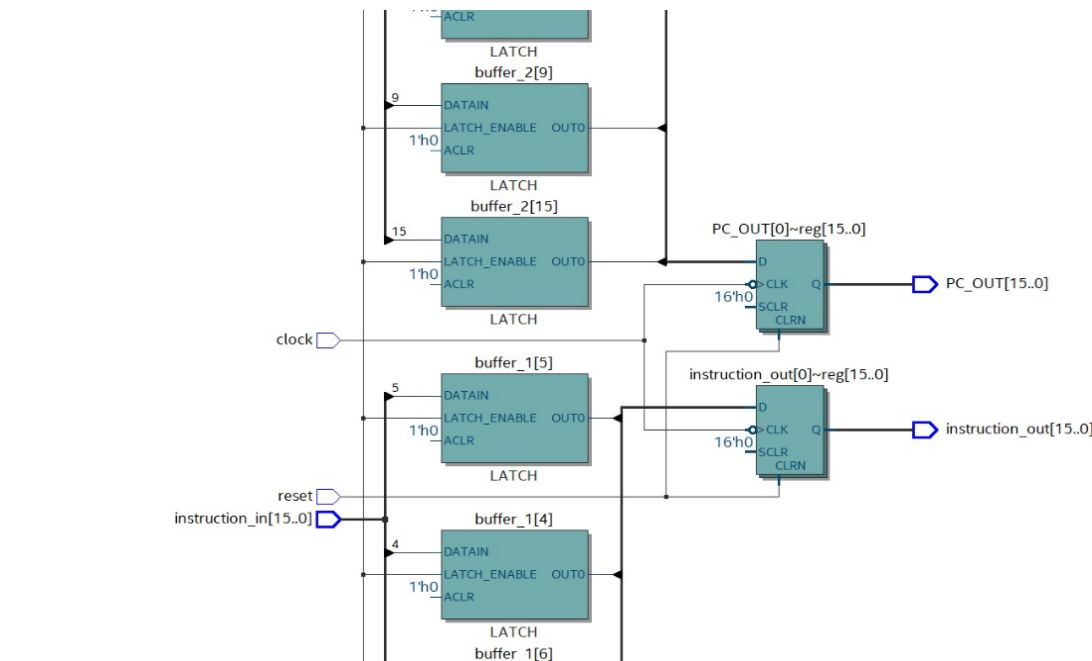 ACLR
LATCH
buffer_2[9]
9
DATAIN
LATCH_ENABLE OUT0
1'h0
ACLR
LATCH
buffer_2[15]
15
DATAIN
LATCH_ENABLE OUT0
1'h0
ACLR
LATCH
PC_OUT[0]~reg[15..0]
D
CLK Q
16'h0
SCLR
CLRN
PC_OUT[15..0]
clock
buffer_1[5]
5
DATAIN
LATCH_ENABLE OUT0
1'h0
ACLR
LATCH
instruction_out[0]~reg[15..0]
D
CLK Q
16'h0
SCLR
CLRN
instruction_out[15..0]
reset
instruction_in[15..0]
buffer_1[4]
4
DATAIN
LATCH_ENABLE OUT0
1'h0
ACLR
LATCH
buffer_1[6]